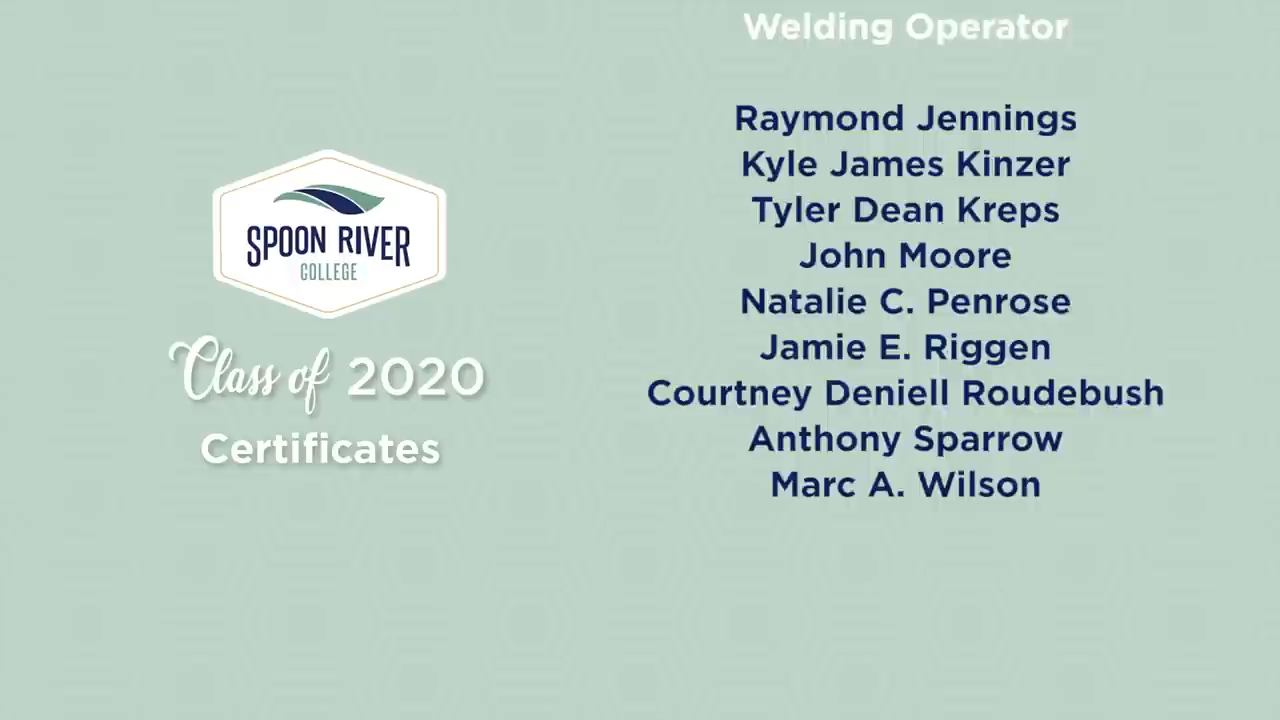 SPOON RIVER
COLLEGE
Class of 2020
Certificates
Welding Operator
Raymond Jennings
Kyle James Kinzer
Tyler Dean Kreps
John Moore
Natalie C. Penrose
Jamie E. Riggen
Courtney Deniell Roudebush
Anthony Sparrow
Marc A. Wilson